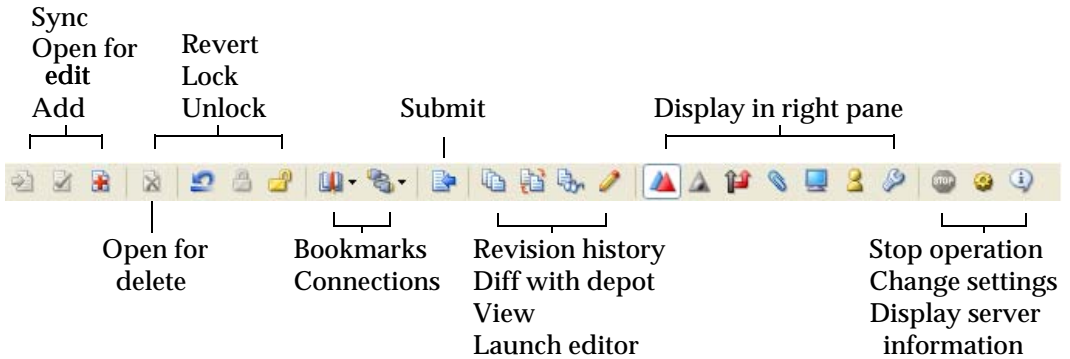 Sync
Open for
edit
Add
Revert
Lock
Unlock
Submit
Display in right pane
STOP
Open for
delete
Bookmarks
Connections
Revision history
Diff with depot
View
Launch editor
Stop operation
Change settings
Display server
information